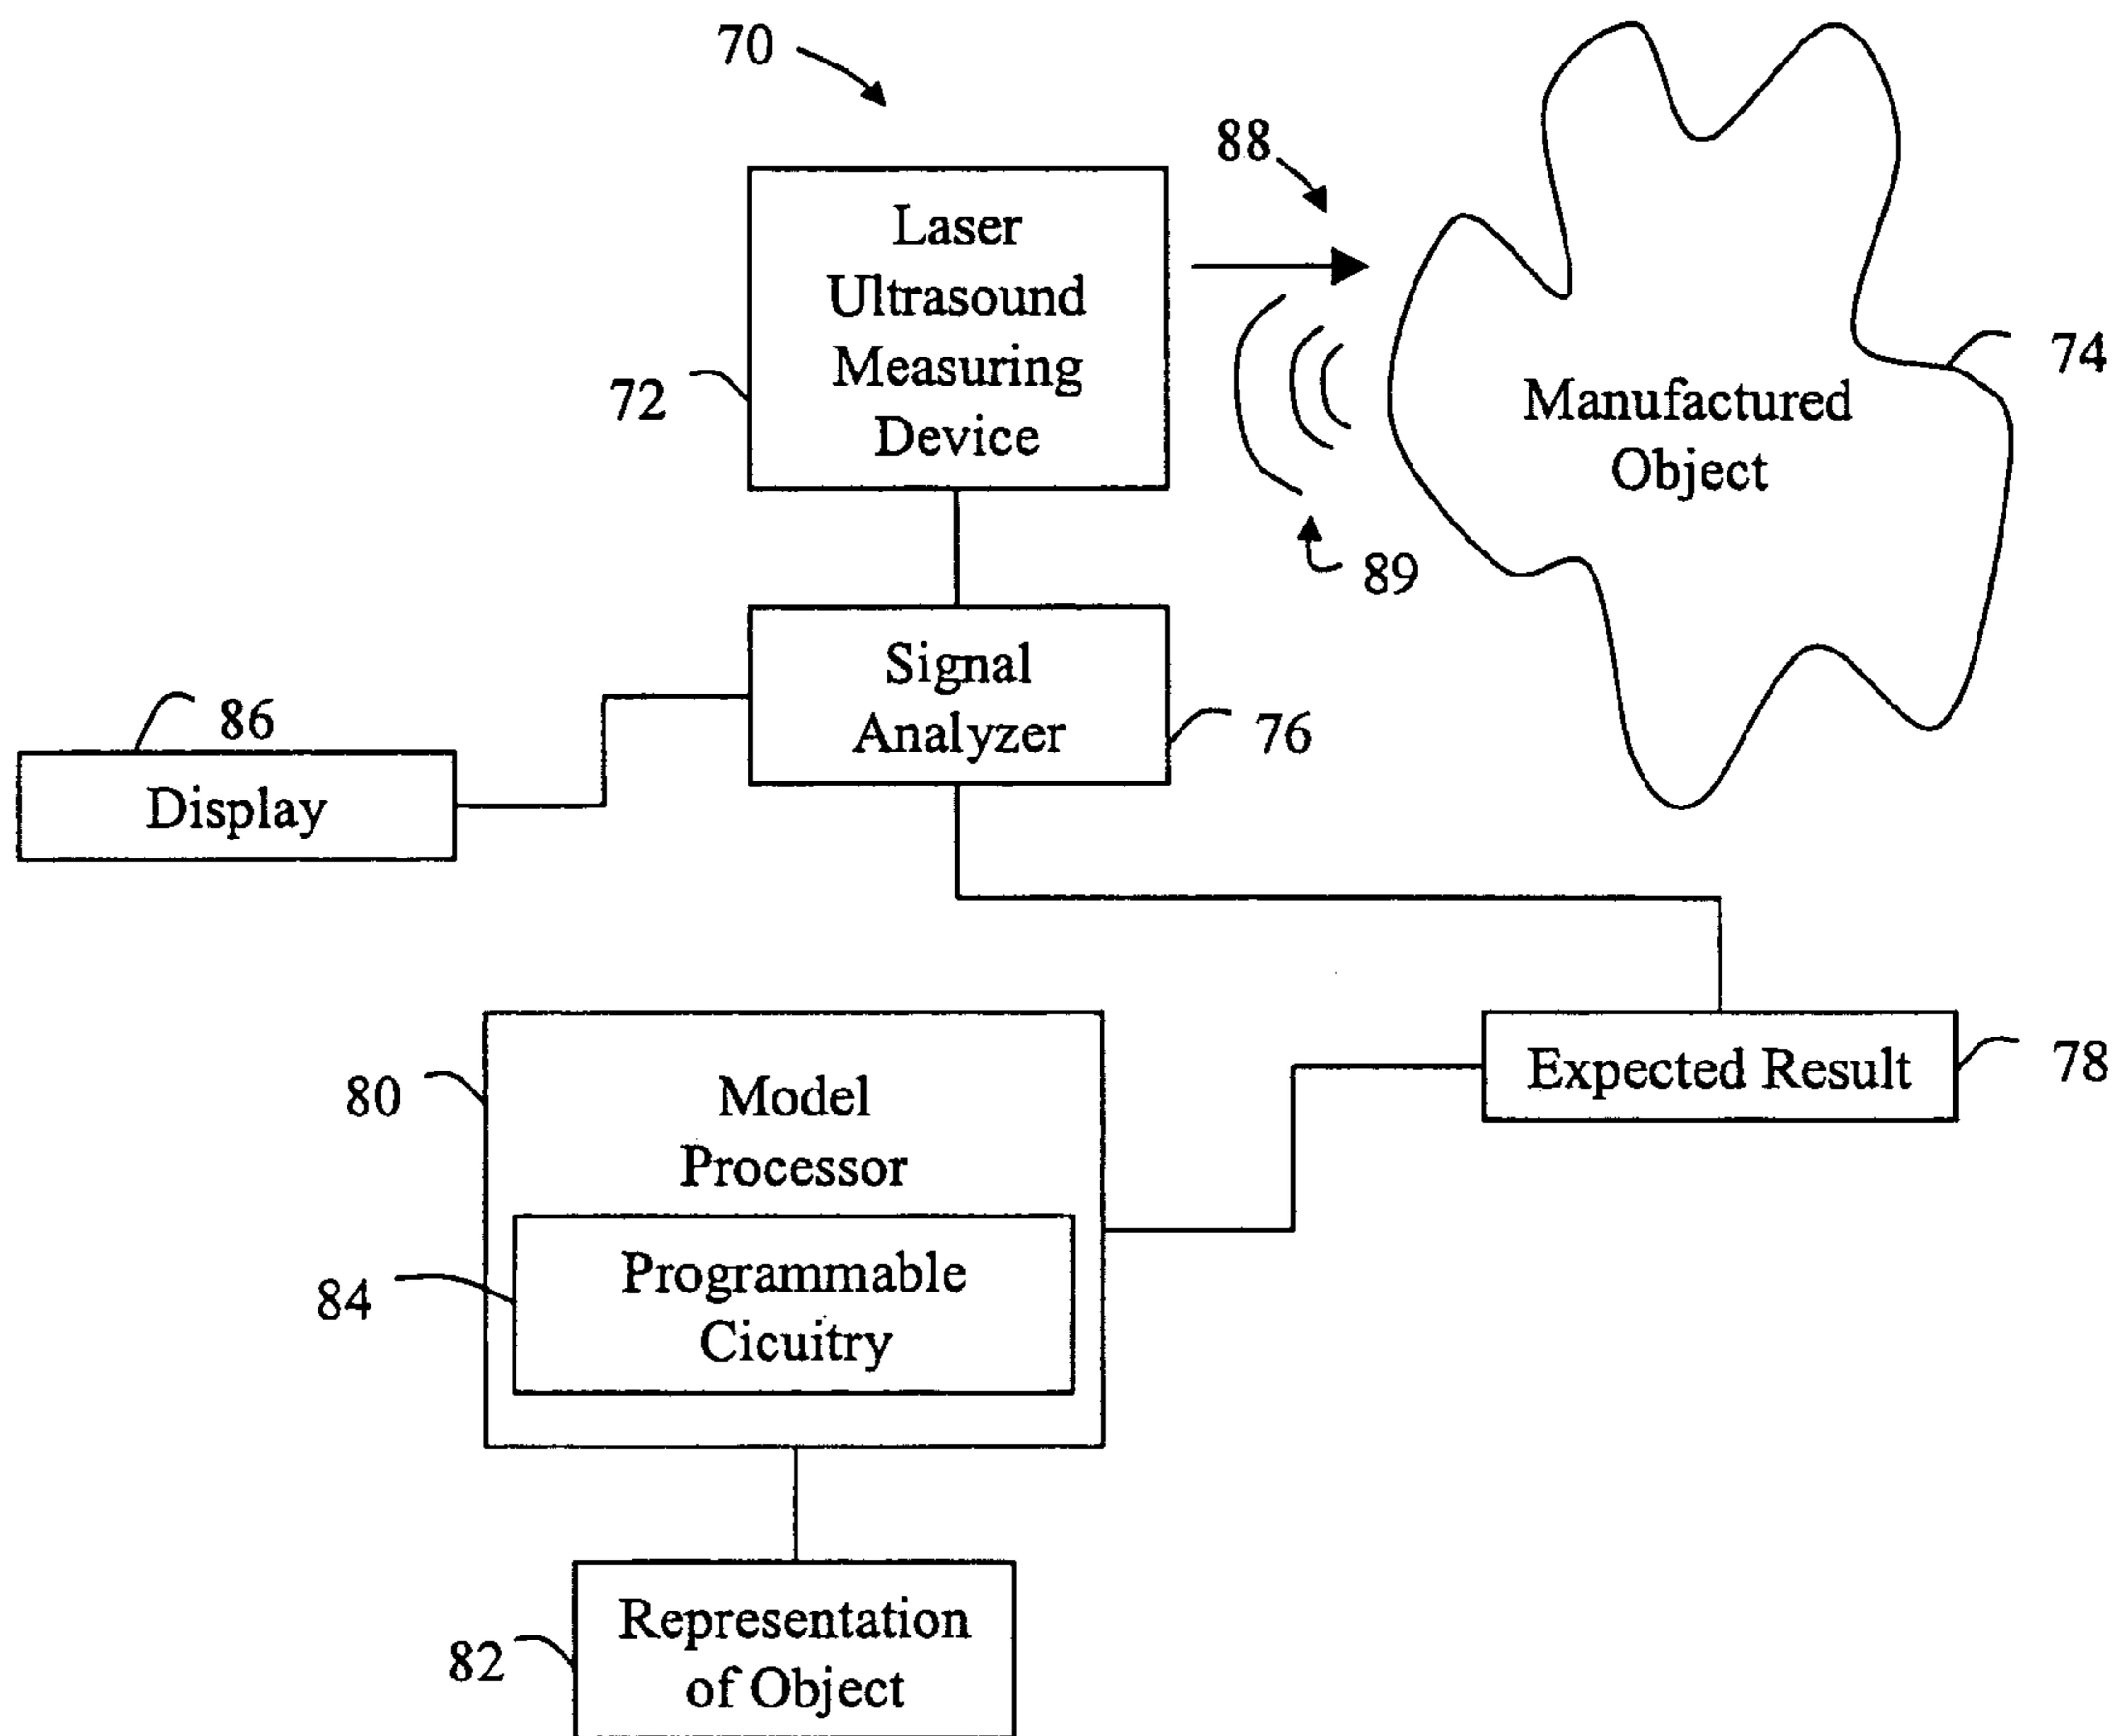 70
88
Laser
Ultrasound
Measuring
Device
72
74
Manufactured
Object
89
Signal
Analyzer
76
86
Display
Expected Result
78
80
Model
Processor
84
Programmable
Cicuitry
82
Representation
of Object